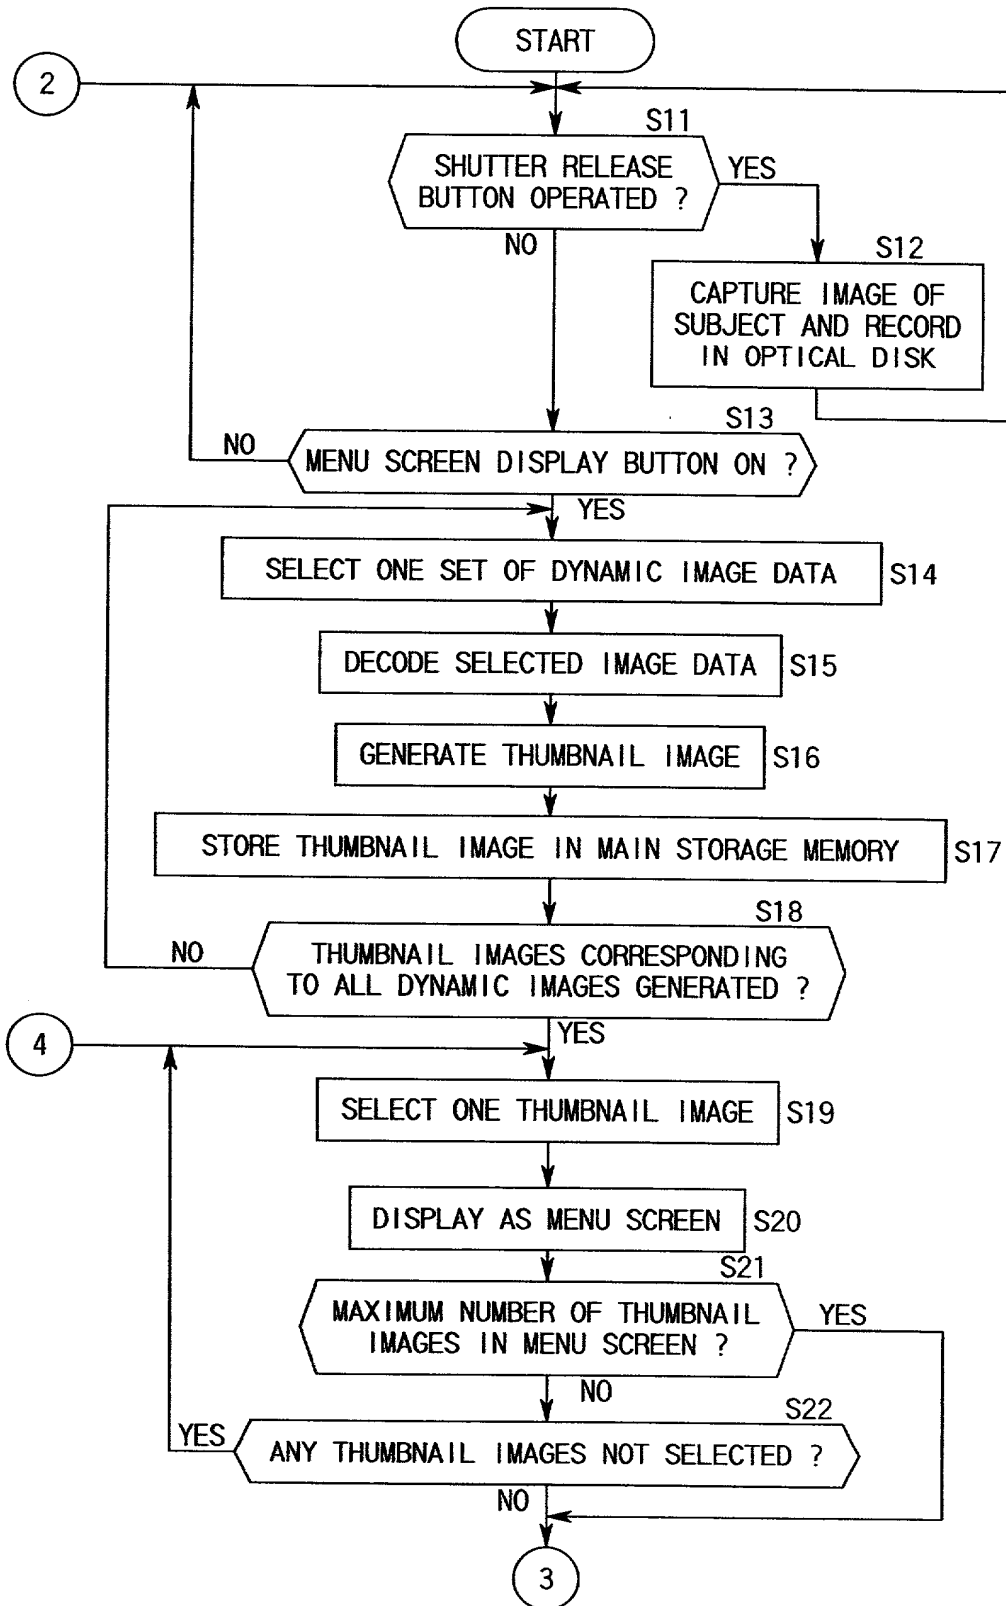 START
2
S11
SHUTTER RELEASE
BUTTON OPERATED ?
YES
NO
S12
CAPTURE IMAGE OF
SUBJECT AND RECORD
IN OPTICAL DISK
S13
NO
MENU SCREEN DISPLAY BUTTON ON ?
YES
SELECT ONE SET OF DYNAMIC IMAGE DATA
S14
DECODE SELECTED IMAGE DATA
S15
GENERATE THUMBNAIL IMAGE
S16
STORE THUMBNAIL IMAGE IN MAIN STORAGE MEMORY
S17
S18
NO
THUMBNAIL IMAGES CORRESPONDING
TO ALL DYNAMIC IMAGES GENERATED ?
YES
4
SELECT ONE THUMBNAIL IMAGE
S19
DISPLAY AS MENU SCREEN
S20
S21
MAXIMUM NUMBER OF THUMBNAIL
IMAGES IN MENU SCREEN ?
YES
NO
S22
YES
ANY THUMBNAIL IMAGES NOT SELECTED ?
NO
3